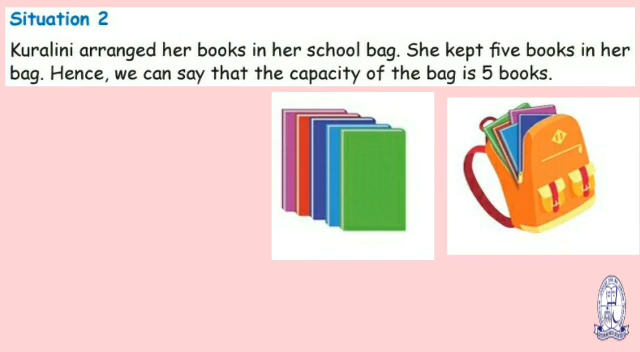 Situation 2
Kuralini arranged her books in her school bag. She kept five books in her
bag. Hence, we can say that the capacity of the bag is 5 books.